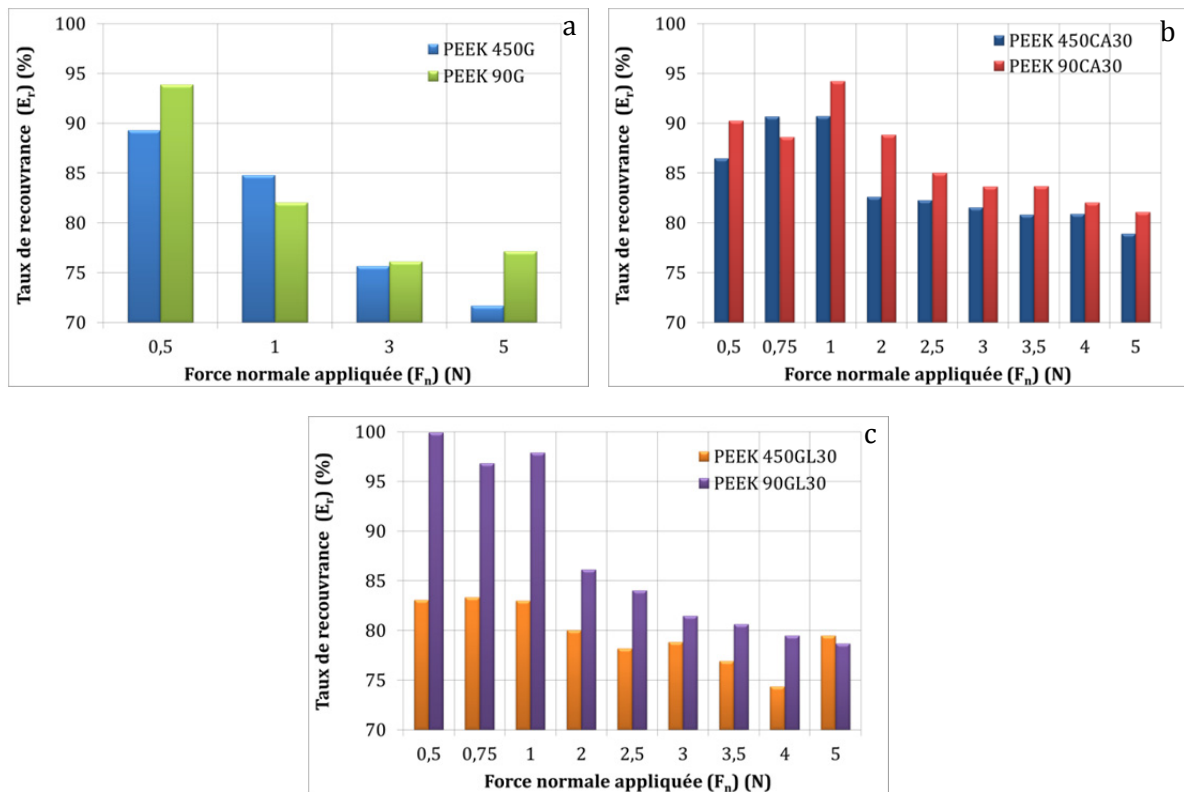 a
Taux de recouvrance (Er) (%)
100
95
90
85
80
75
70
PEEK 450G
PEEK 90G
0,5 1 3 5
Force normale appliquée (Fn) (N)
b
Taux de recouvrance (Er) (%)
100
95
90
85
80
75
70
PEEK 450CA30
PEEK 90CA30
0,5 0,75 1 2 2,5 3 3,5 4 5
Force normale appliquée (Fn) (N)
c
Taux de recouvrance (Er) (%)
100
95
90
85
80
75
70
PEEK 450GL30
PEEK 90GL30
0,5 0,75 1 2 2,5 3 3,5 4 5
Force normale appliquée (Fn) (N)